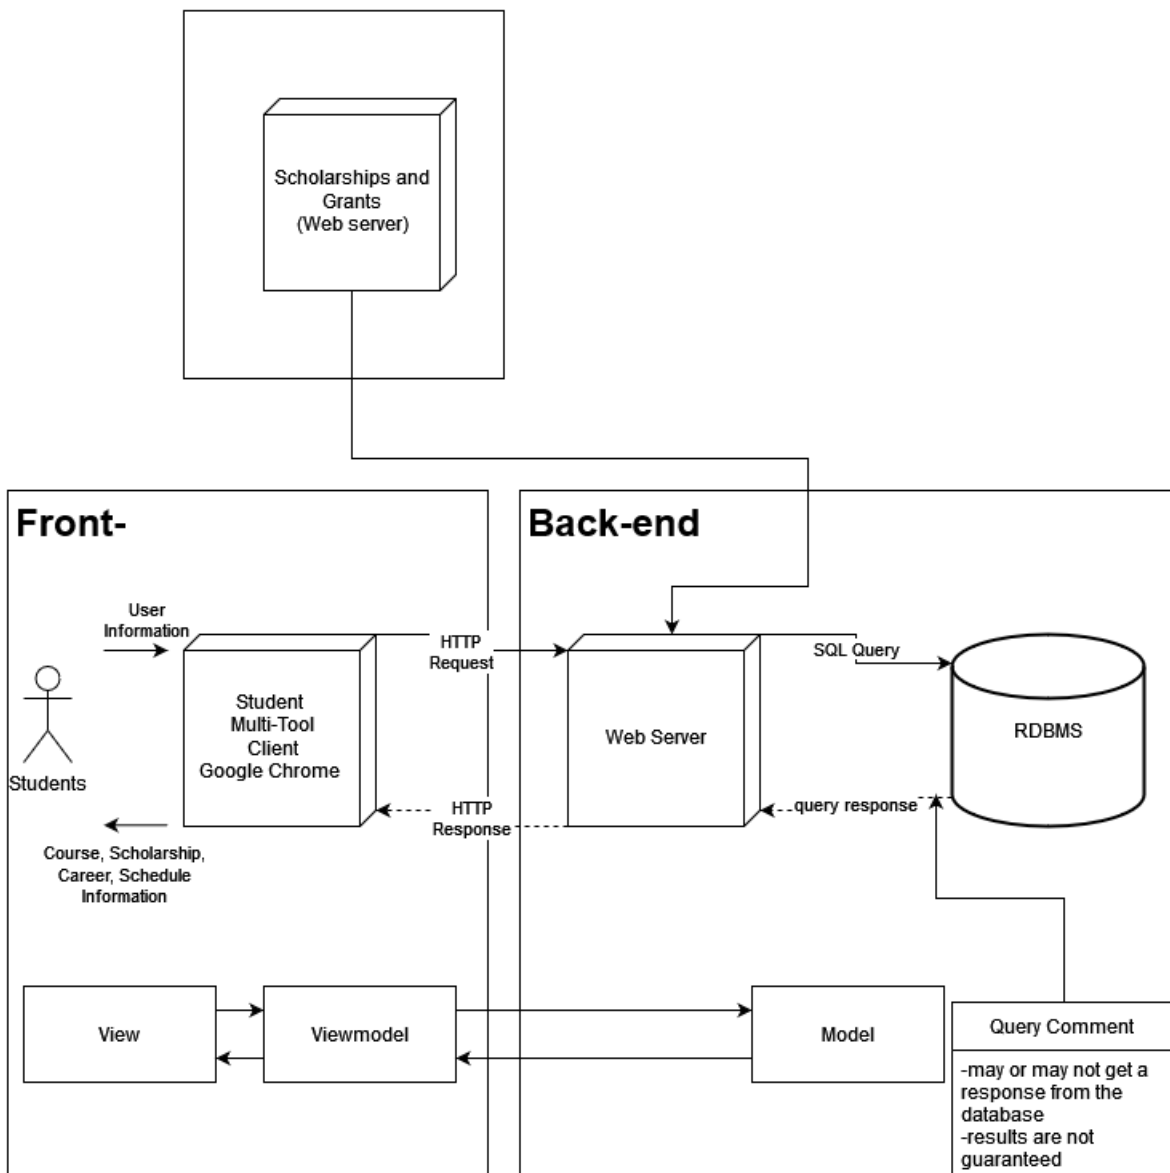 Scholarships and
Grants
(Web server)
Front-
Back-end
User
Information
HTTP
Request
SQL Query
Student
Multi-Tool
Client
Google Chrome
Web Server
RDBMS
Students
HTTP
Response
query response
Course, Scholarship,
Career, Schedule
Information
View
Viewmodel
Model
Query Comment
-may or may not get a
response from the
database
-results are not
guaranteed